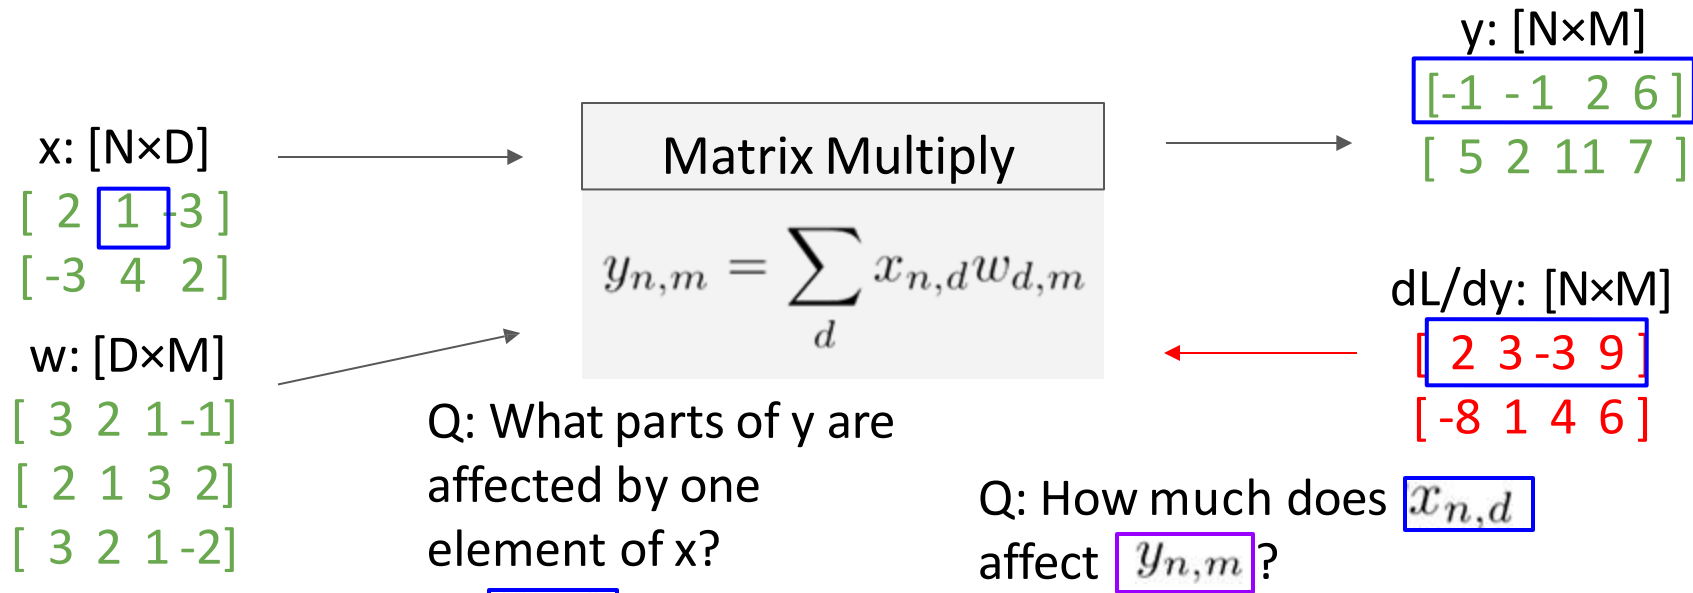 x: [N×D]
[ 2 1 -3 ]
[ -3 4 2 ]
w: [D×M]
[ 3 2 1 -1]
[ 2 1 3 2]
[ 3 2 1 -2]
Matrix Multiply
y_{n,m} = \sum_{d} x_{n,d} w_{d,m}
Q: What parts of y are
affected by one
element of x?
y: [N×M]
[-1 - 1 2 6 ]
[ 5 2 11 7 ]
dL/dy: [N×M]
[ 2 3 -3 9 ]
[ -8 1 4 6 ]
Q: How much does x_{n,d}
affect y_{n,m} ?